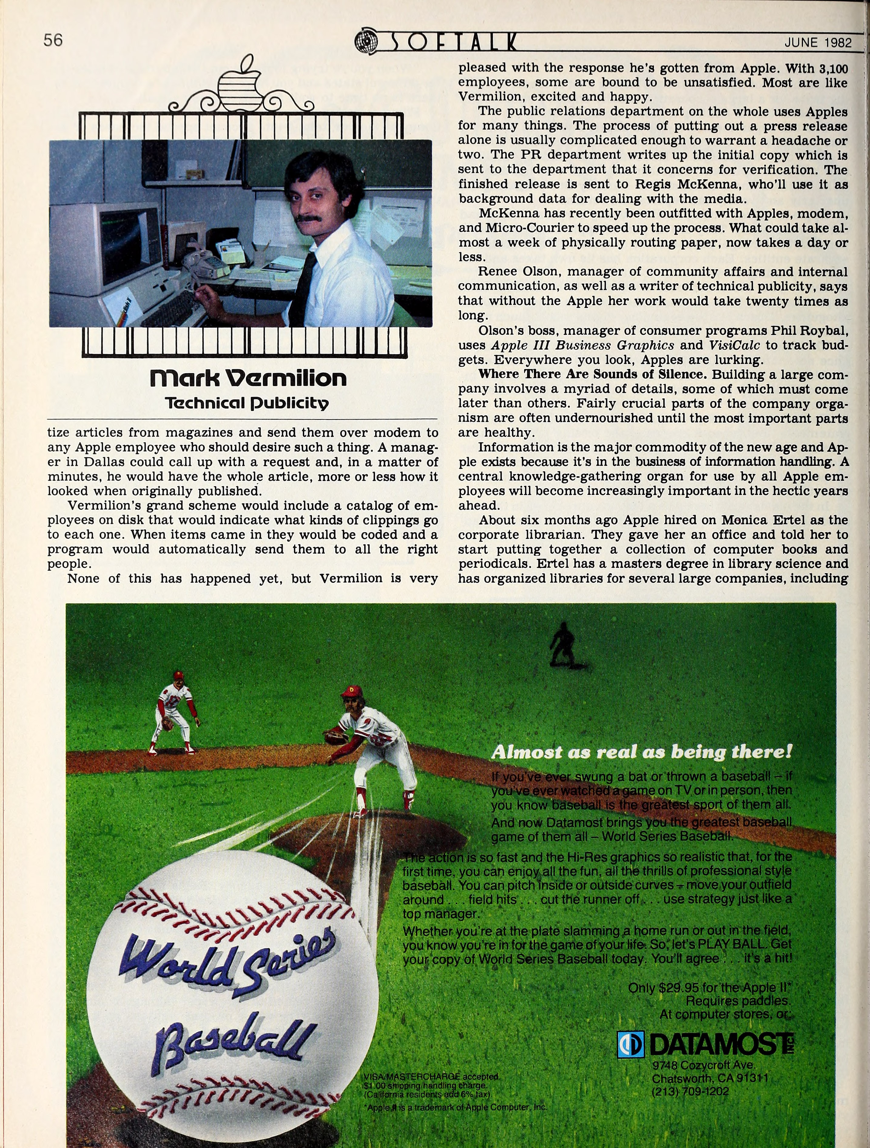 56
SOFTALK
JUNE 1982
Mark Vermilion
Technical Publicity
tize articles from magazines and send them over modem to
any Apple employee who should desire such a thing. A manag-
er in Dallas could call up with a request and, in a matter of
minutes, he would have the whole article, more or less how it
looked when originally published.
Vermilion's grand scheme would include a catalog of em-
ployees on disk that would indicate what kinds of clippings go
to each one. When items came in they would be coded and a
program would automatically send them to all the right
people.
None of this has happened yet, but Vermilion is very
pleased with the response he's gotten from Apple. With 3,100
employees, some are bound to be unsatisfied. Most are like
Vermilion, excited and happy.
The public relations department on the whole uses Apples
for many things. The process of putting out a press release
alone is usually complicated enough to warrant a headache or
two. The PR department writes up the initial copy which is
sent to the department that it concerns for verification. The
finished release is sent to Regis McKenna, who'll use it as
background data for dealing with the media.
McKenna has recently been outfitted with Apples, modem,
and Micro-Courier to speed up the process. What could take al-
most a week of physically routing paper, now takes a day or
less.
Renee Olson, manager of community affairs and internal
communication, as well as a writer of technical publicity, says
that without the Apple her work would take twenty times as
long.
Olson's boss, manager of consumer programs Phil Roybal,
uses Apple III Business Graphics and VisiCalc to track bud-
gets. Everywhere you look, Apples are lurking.
Where There Are Sounds of Silence. Building a large com-
pany involves a myriad of details, some of which must come
later than others. Fairly crucial parts of the company orga-
nism are often undernourished until the most important parts
are healthy.
Information is the major commodity of the new age and Ap-
ple exists because it's in the business of information handling. A
central knowledge-gathering organ for use by all Apple em-
ployees will become increasingly important in the hectic years
ahead.
About six months ago Apple hired on Monica Ertel as the
corporate librarian. They gave her an office and told her to
start putting together a collection of computer books and
periodicals. Ertel has a masters degree in library science and
has organized libraries for several large companies, including
Almost as real as being there!
If you've ever swung a bat or thrown a baseball – if
you've ever watched a game on TV or in person, then
you know baseball is the greatest sport of them all.
And now Datamost brings you the greatest baseball
game of them all – World Series Baseball.
The action is so fast and the Hi-Res graphics so realistic that, for the
first time, you can enjoy all the fun, all the thrills of professional style
baseball. You can pitch inside or outside curves – move your outfield
around . . . field hits . . . cut the runner off . . . use strategy just like a
top manager.
Whether you're at the plate slamming a home run or out in the field,
you know you're in for the game of your life. So, let's PLAY BALL. Get
your copy of World Series Baseball today. You'll agree . . . it's a hit!
World Series
Baseball
Only $29.95 for the Apple II*
Requires paddles.
At computer stores, or:
DATAMOST INC.
9748 Cozycroft Ave.
Chatsworth, CA 91311
(213) 709-1202
VISA/MASTERCHARGE accepted.
$1.00 shipping handling charge.
(California residents add 6% tax)
*Apple II is a trademark of Apple Computer, Inc.